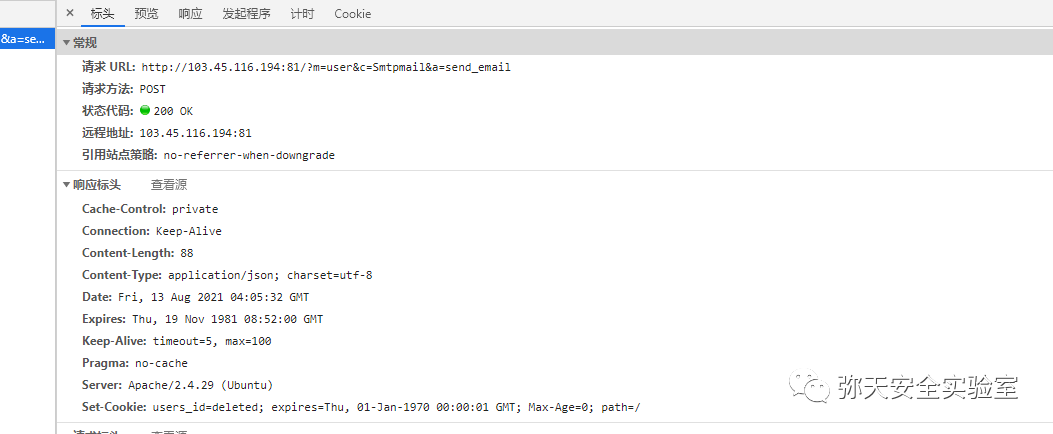 × 标头 预览 响应 发起程序 计时 Cookie
&a=se...
▼常规
请求 URL: http://103.45.116.194:81/?m=user&c=Smtpmail&a=send_email
请求方法: POST
状态代码: 200 OK
远程地址: 103.45.116.194:81
引用站点策略: no-referrer-when-downgrade
▼响应标头 查看源
Cache-Control: private
Connection: Keep-Alive
Content-Length: 88
Content-Type: application/json; charset=utf-8
Date: Fri, 13 Aug 2021 04:05:32 GMT
Expires: Thu, 19 Nov 1981 08:52:00 GMT
Keep-Alive: timeout=5, max=100
Pragma: no-cache
Server: Apache/2.4.29 (Ubuntu)
Set-Cookie: users_id=deleted; expires=Thu, 01-Jan-1970 00:00:01 GMT; Max-Age=0; path=/
弥天安全实验室